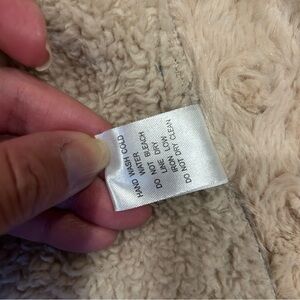 HAND WASH COLD
WATER
DO NOT BLEACH
LINE DRY
IRON LOW
DO NOT DRY CLEAN